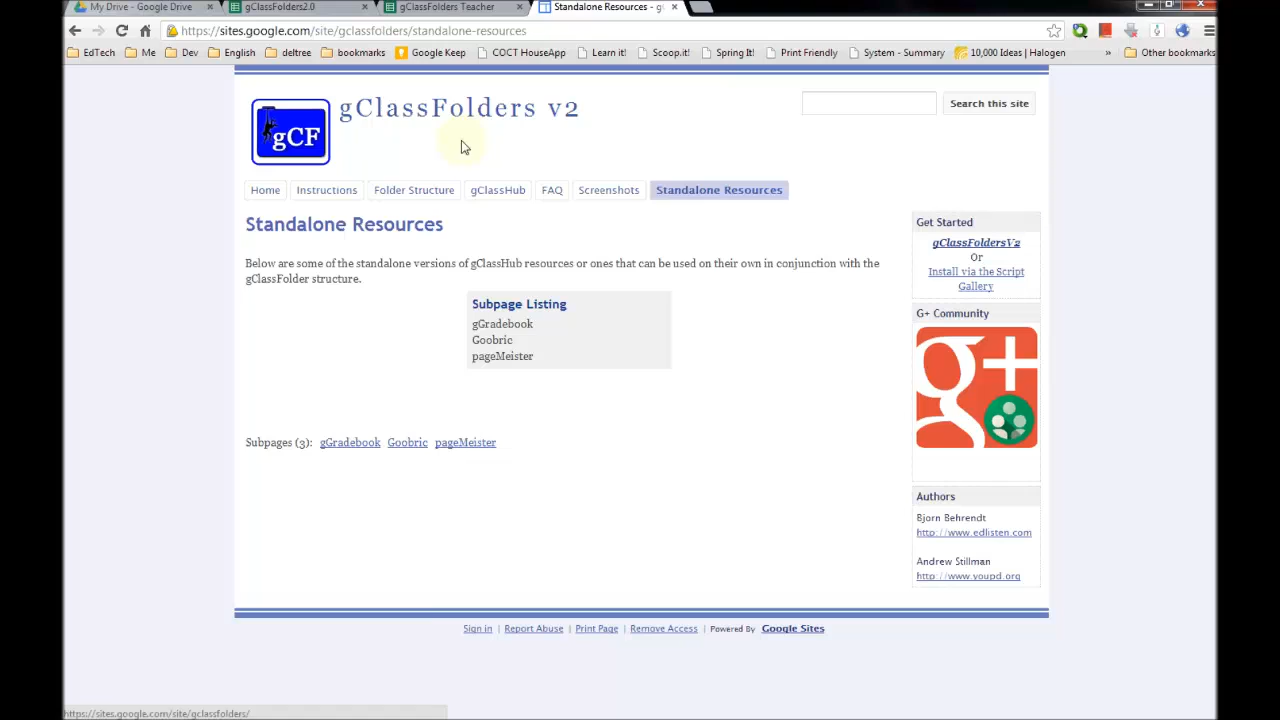 My Drive - Google Drive
gClassFolders2.0
gClassFolders Teacher
Standalone Resources - g
https://sites.google.com/site/gclassfolders/standalone-resources
EdTech Me Dev English deltree bookmarks Google Keep COCT HouseApp Learn it! Scoop.it! Spring It! Print Friendly System - Summary 10,000 Ideas | Halogen » Other bookmarks
gCF
gClassFolders v2
Search this site
Home Instructions Folder Structure gClassHub FAQ Screenshots Standalone Resources
Standalone Resources
Below are some of the standalone versions of gClassHub resources or ones that can be used on their own in conjunction with the
gClassFolder structure.
Subpage Listing
gGradebook
Goobric
pageMeister
Subpages (3): gGradebook Goobric pageMeister
Get Started
gClassFoldersV2
Or
Install via the Script
Gallery
G+ Community
g+
Authors
Bjorn Behrendt
http://www.edlisten.com
Andrew Stillman
http://www.youpd.org
Sign in | Report Abuse | Print Page | Remove Access | Powered By Google Sites
https://sites.google.com/site/gclassfolders/